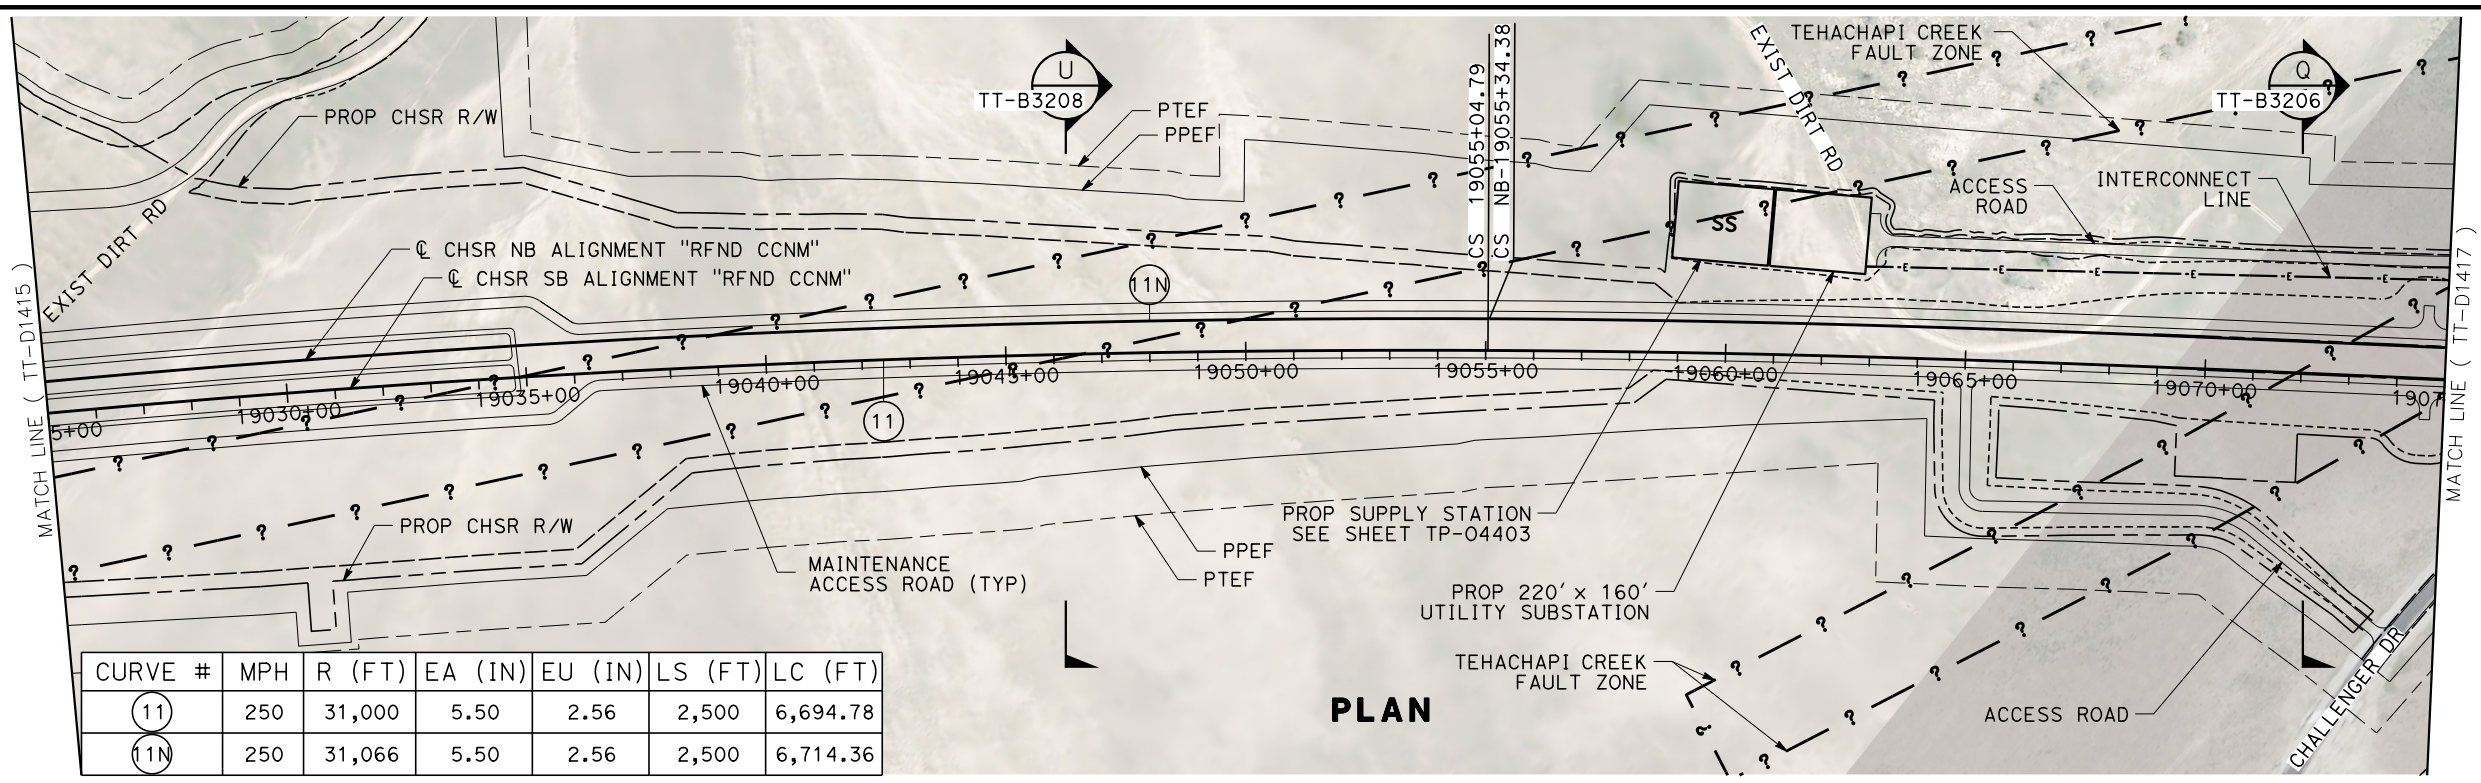 MATCH LINE ( TT-D1415 )
EXIST DIRT RD
PROP CHSR R/W
℄ CHSR NB ALIGNMENT "RFND CCNM"
℄ CHSR SB ALIGNMENT "RFND CCNM"
U
TT-B3208
PTEF
PPEF
11N
CS 19055+04.79
CS NB-19055+34.38
EXIST DIRT RD
TEHACHAPI CREEK
FAULT ZONE
Q
TT-B3206
SS
ACCESS
ROAD
INTERCONNECT
LINE
E E E E E
MATCH LINE ( TT-D1417 )
5+00
19030+00
19035+00
19040+00
19045+00
19050+00
19055+00
19060+00
19065+00
19070+00
1907
11
PROP CHSR R/W
MAINTENANCE
ACCESS ROAD (TYP)
PPEF
PTEF
PROP SUPPLY STATION
SEE SHEET TP-O4403
PROP 220' x 160'
UTILITY SUBSTATION
TEHACHAPI CREEK
FAULT ZONE
ACCESS ROAD
CHALLENGER DR
PLAN
CURVE # MPH R (FT) EA (IN) EU (IN) LS (FT) LC (FT)
11 250 31,000 5.50 2.56 2,500 6,694.78
11N 250 31,066 5.50 2.56 2,500 6,714.36